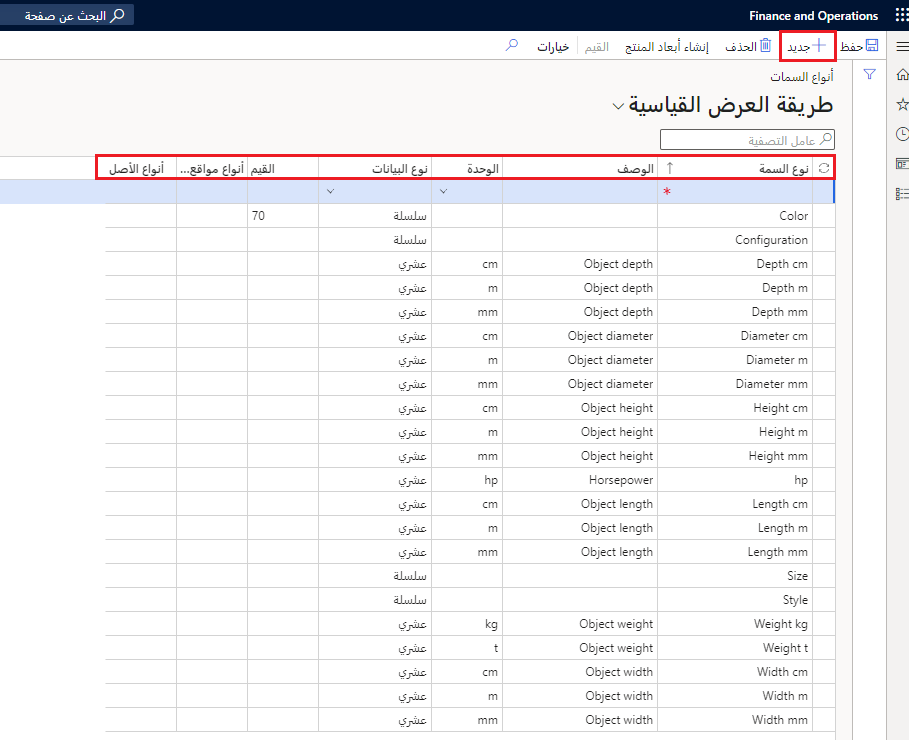 Finance and Operations
البحث عن صفحة
حفظ
جديد
الحذف
إنشاء أبعاد المنتج
القيم
خيارات
أنواع السمات
طريقة العرض القياسية
عامل التصفية
نوع السمة الوصف الوحدة نوع البيانات القيم أنواع مواقع... أنواع الأصل
*
Color سلسلة 70
Configuration سلسلة
Depth cm Object depth cm عشري
Depth m Object depth m عشري
Depth mm Object depth mm عشري
Diameter cm Object diameter cm عشري
Diameter m Object diameter m عشري
Diameter mm Object diameter mm عشري
Height cm Object height cm عشري
Height m Object height m عشري
Height mm Object height mm عشري
hp Horsepower hp عشري
Length cm Object length cm عشري
Length m Object length m عشري
Length mm Object length mm عشري
Size سلسلة
Style سلسلة
Weight kg Object weight kg عشري
Weight t Object weight t عشري
Width cm Object width cm عشري
Width m Object width m عشري
Width mm Object width mm عشري